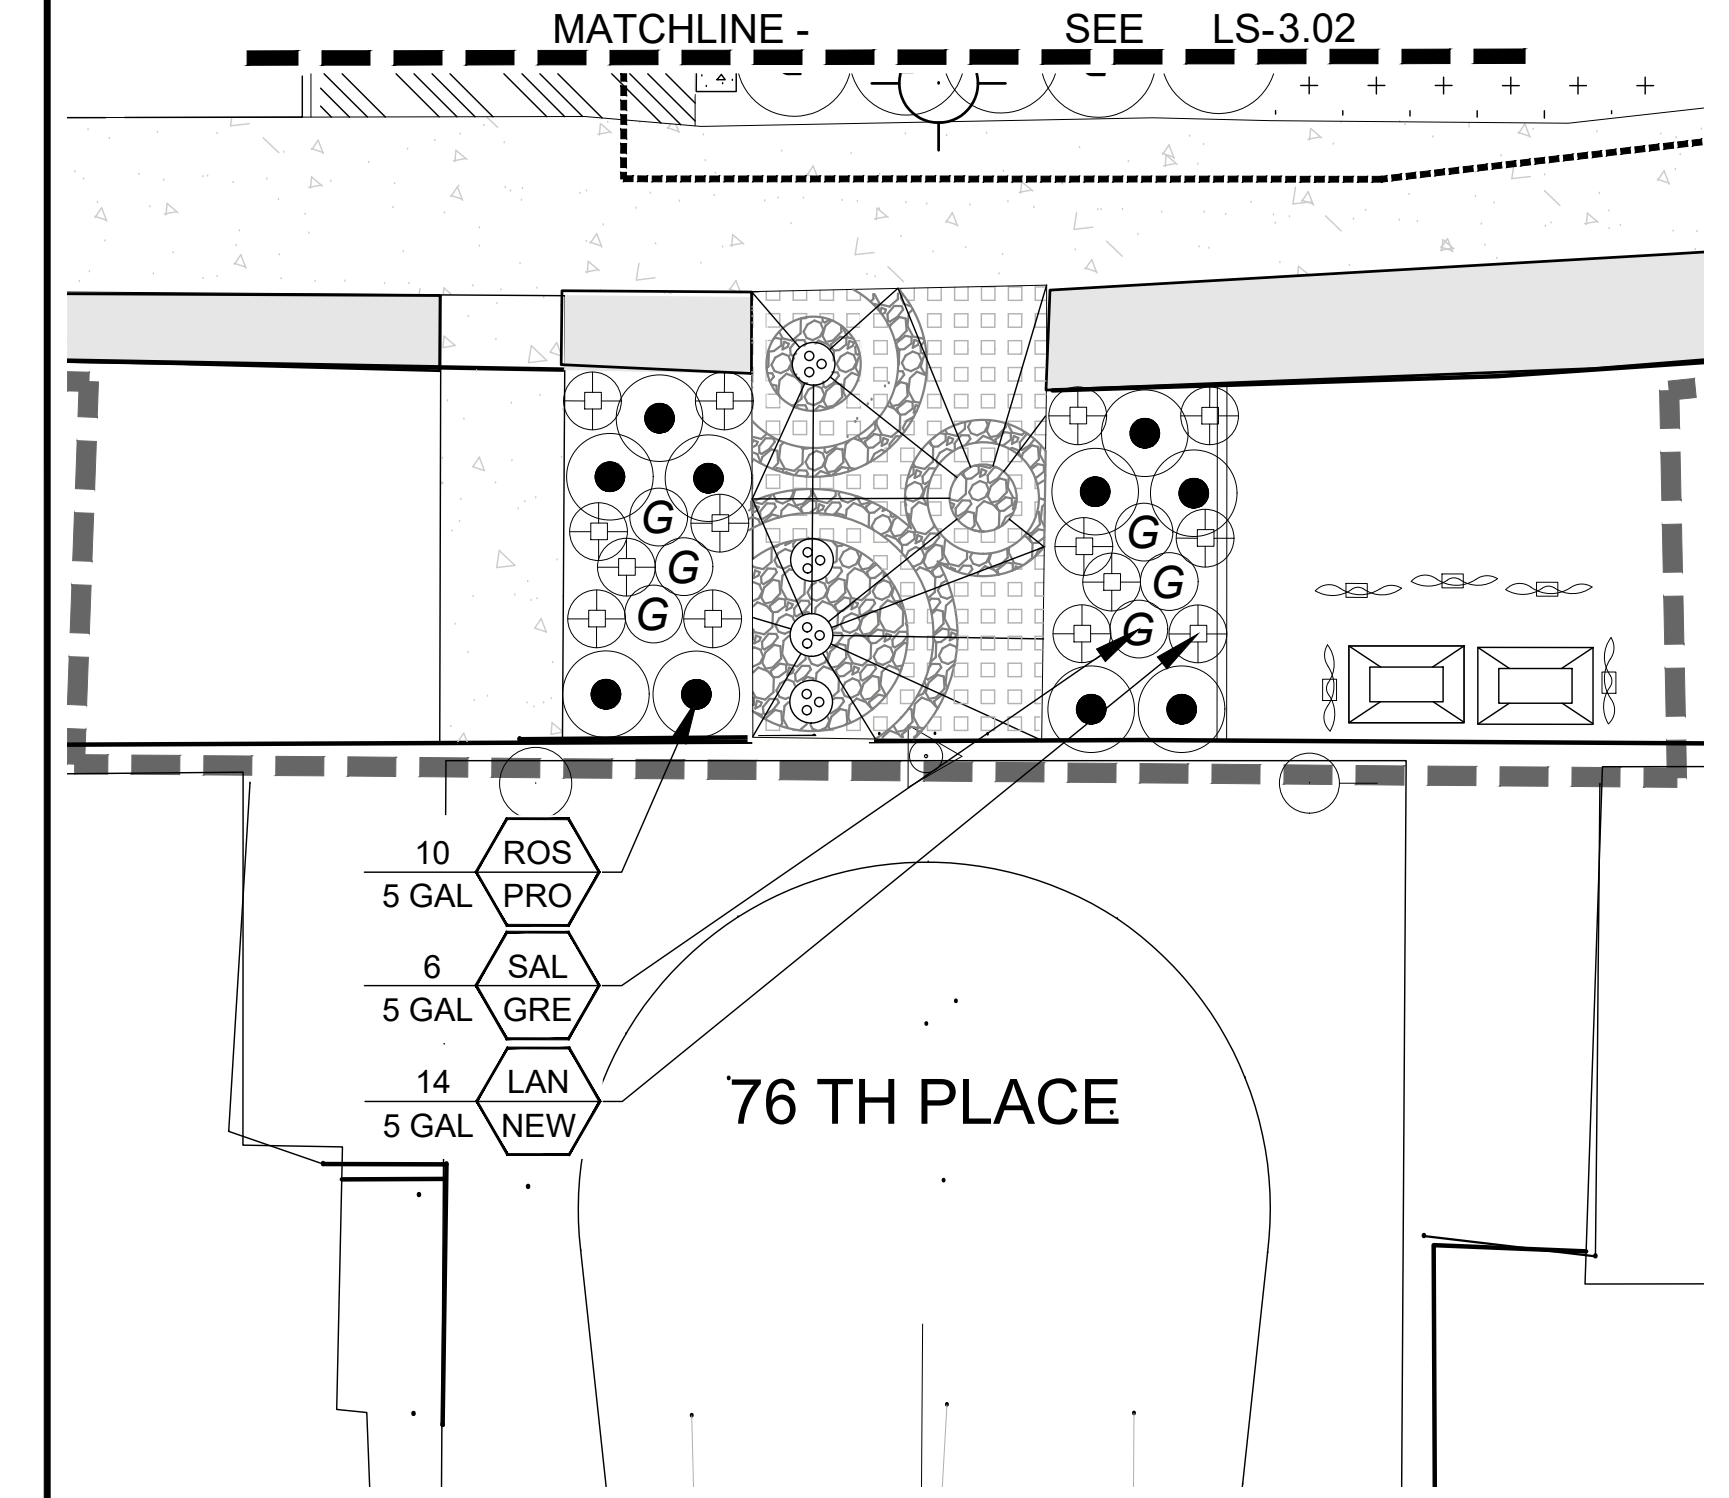 MATCHLINE - SEE LS-3.02
G
G
G
G
G
G
10 ROS
5 GAL PRO
6 SAL
5 GAL GRE
14 LAN
5 GAL NEW
76 TH PLACE